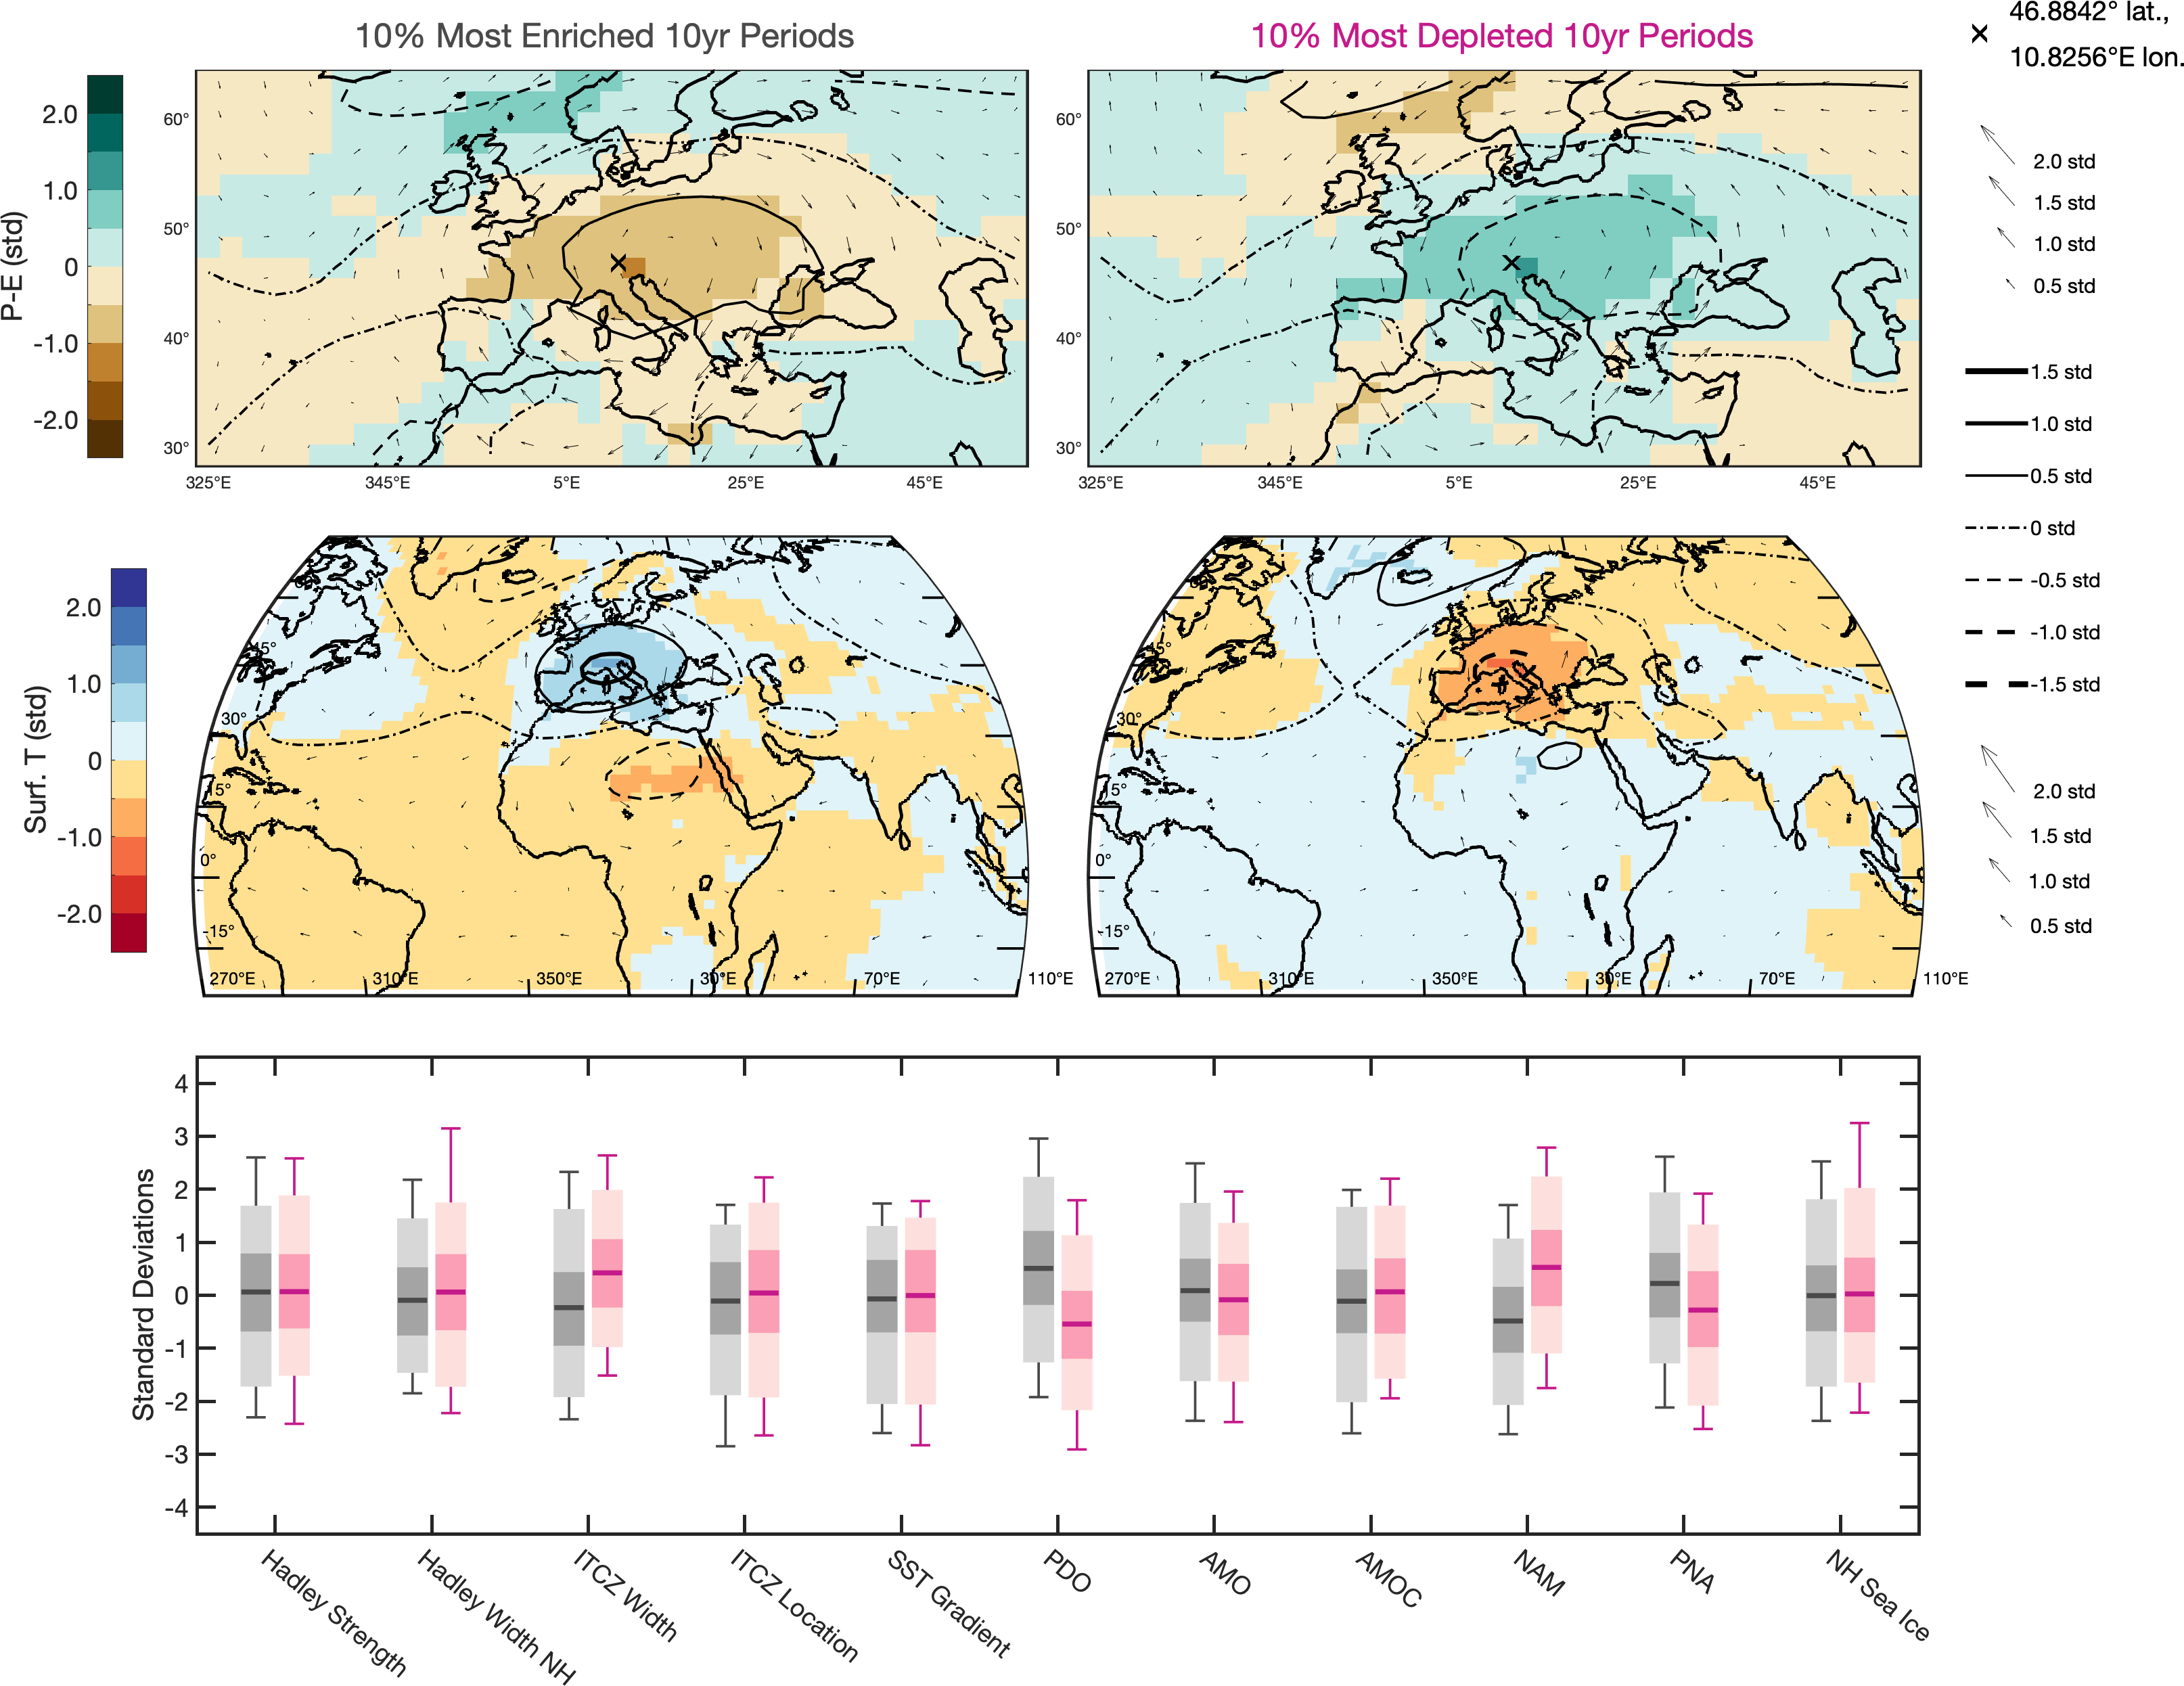 10% Most Enriched 10yr Periods
10% Most Depleted 10yr Periods
46.8842° lat.,
10.8256°E lon.
P-E (std)
2.0
1.0
0
-1.0
-2.0
60°
50°
40°
30°
325°E 345°E 5°E 25°E 45°E
60°
50°
40°
30°
325°E 345°E 5°E 25°E 45°E
2.0 std
1.5 std
1.0 std
0.5 std
1.5 std
1.0 std
0.5 std
0 std
-0.5 std
-1.0 std
-1.5 std
Surf. T (std)
2.0
1.0
0
-1.0
-2.0
45°
30°
15°
0°
-15°
270°E 310°E 350°E 30°E 70°E 110°E
45°
30°
15°
0°
-15°
270°E 310°E 350°E 30°E 70°E 110°E
2.0 std
1.5 std
1.0 std
0.5 std
Standard Deviations
4
3
2
1
0
-1
-2
-3
-4
Hadley Strength
Hadley Width NH
ITCZ Width
ITCZ Location
SST Gradient
PDO
AMO
AMOC
NAM
PNA
NH Sea Ice